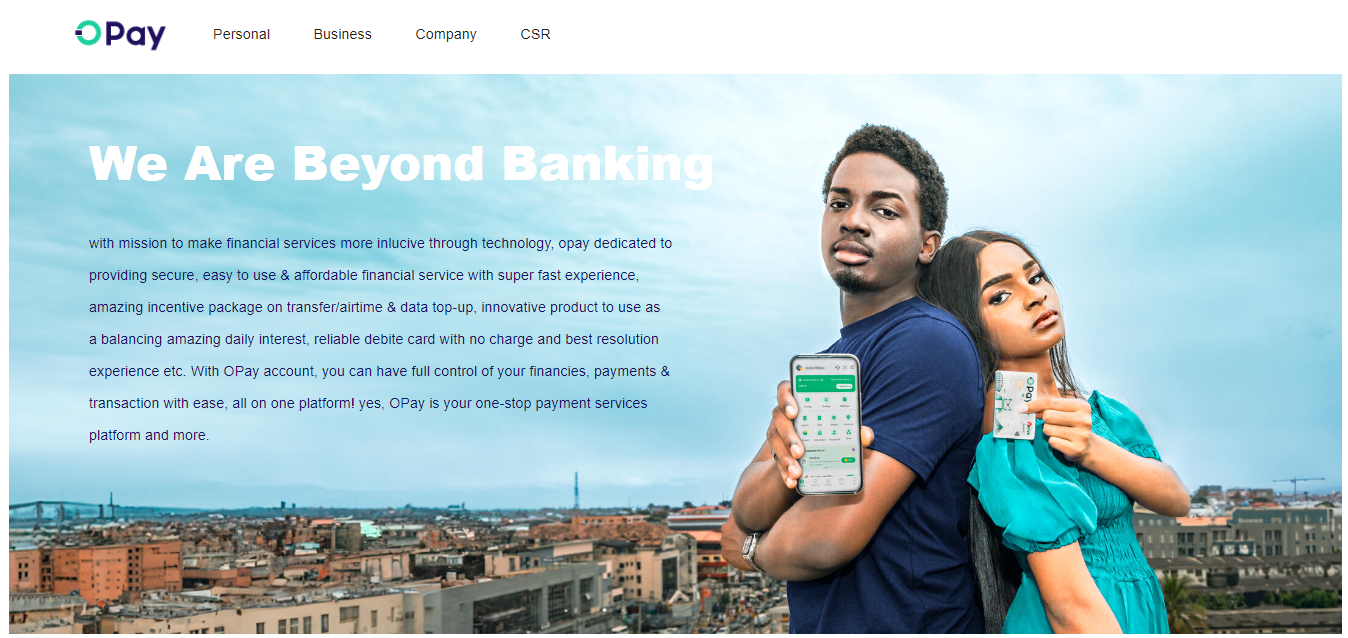 OPay
Personal
Business
Company
CSR
We Are Beyond Banking
with mission to make financial services more inlucive through technology, opay dedicated to
providing secure, easy to use & affordable financial service with super fast experience,
amazing incentive package on transfer/airtime & data top-up, innovative product to use as
a balancing amazing daily interest, reliable debite card with no charge and best resolution
experience etc. With OPay account, you can have full control of your financies, payments &
transaction with ease, all on one platform! yes, OPay is your one-stop payment services
platform and more.
OPay